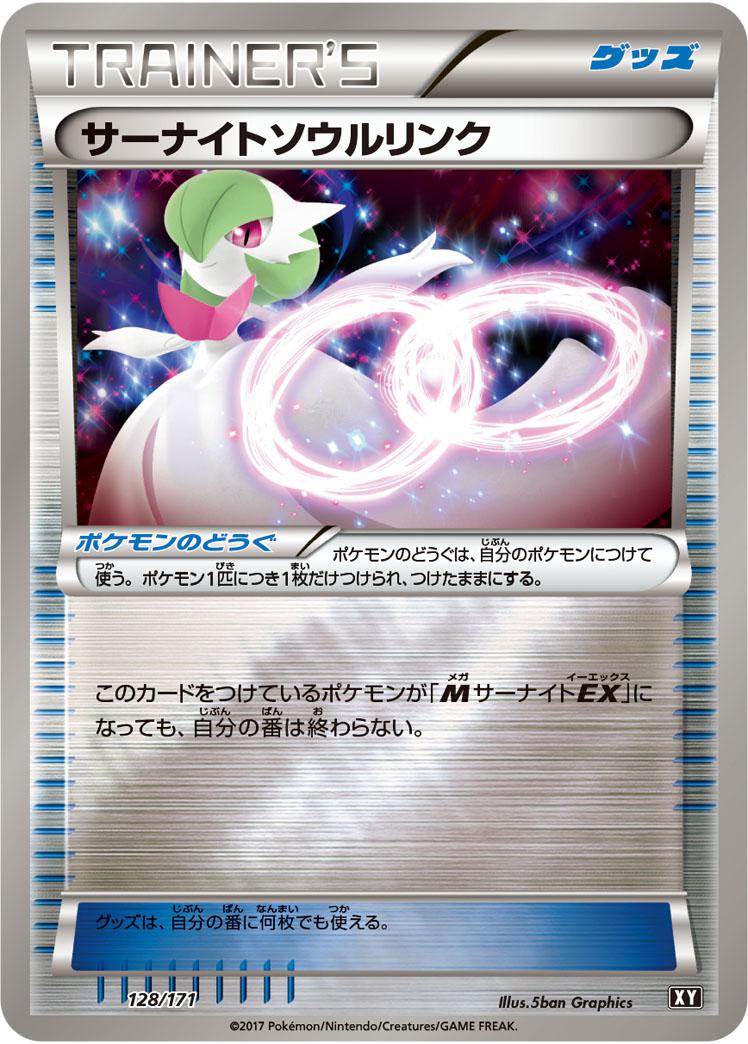 TRAINER'S
グッズ
サーナイトソウルリンク
ポケモンのどうぐ
ポケモンのどうぐは、自分のポケモンにつけて
使う。ポケモン1匹につき1枚だけつけられ、つけたままにする。
このカードをつけているポケモンが「MサーナイトEX」に
なっても、自分の番は終わらない。
グッズは、自分の番に何枚でも使える。
128/171
Illus.5ban Graphics
XY
©2017 Pokémon/Nintendo/Creatures/GAME FREAK.